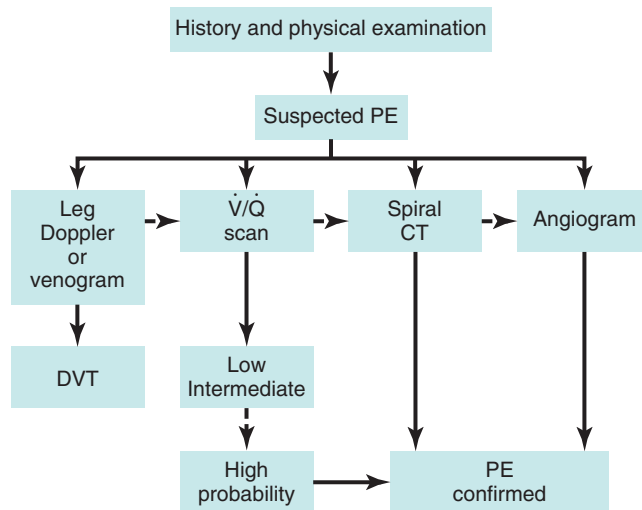 History and physical examination
Suspected PE
Leg
Doppler
or
venogram
V̇/Q̇
scan
Spiral
CT
Angiogram
DVT
Low
Intermediate
High
probability
PE
confirmed